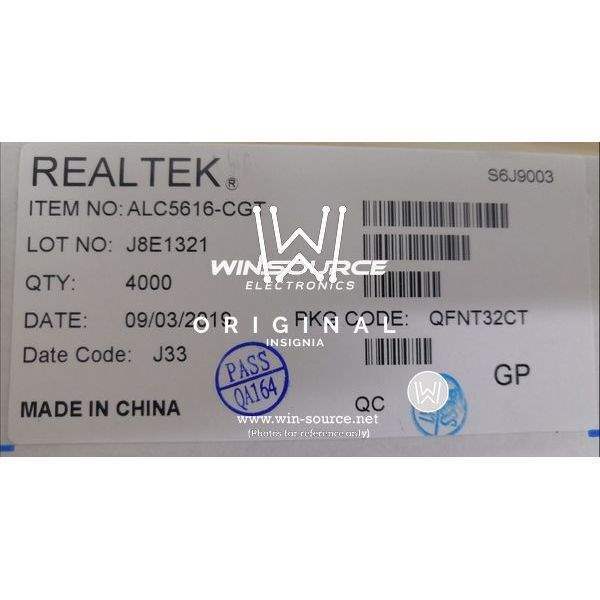 REALTEK®
S6J9003
ITEM NO: ALC5616-CGT
LOT NO: J8E1321
WINSOURCE
ELECTRONICS
QTY: 4000
DATE: 09/03/2019 PKG CODE: QFNT32CT
ORIGINAL
INSIGNIA
Date Code: J33
PASS
QA164
GP
MADE IN CHINA
QC
www.win-source.net
(Photos for reference only)